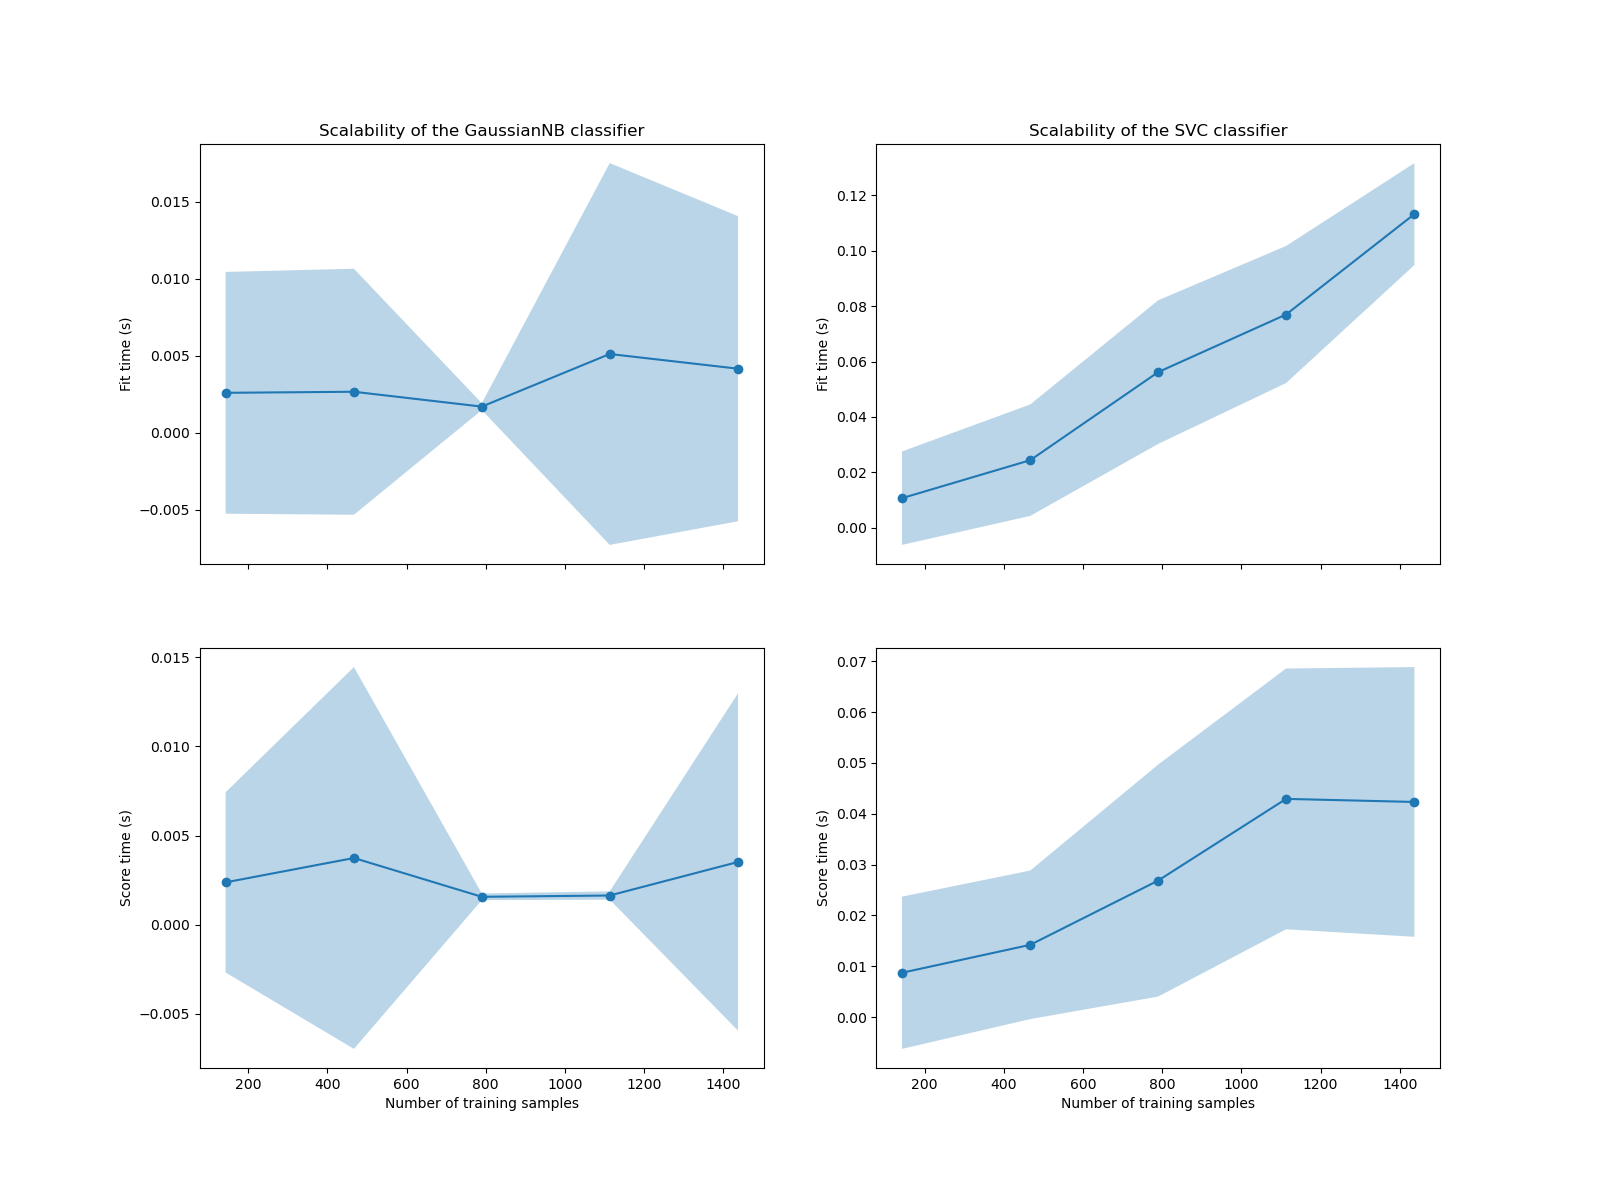 Scalability of the GaussianNB classifier
Fit time (s)
0.015
0.010
0.005
0.000
−0.005
Scalability of the SVC classifier
Fit time (s)
0.12
0.10
0.08
0.06
0.04
0.02
0.00
Score time (s)
0.015
0.010
0.005
0.000
−0.005
200 400 600 800 1000 1200 1400
Number of training samples
Score time (s)
0.07
0.06
0.05
0.04
0.03
0.02
0.01
0.00
200 400 600 800 1000 1200 1400
Number of training samples